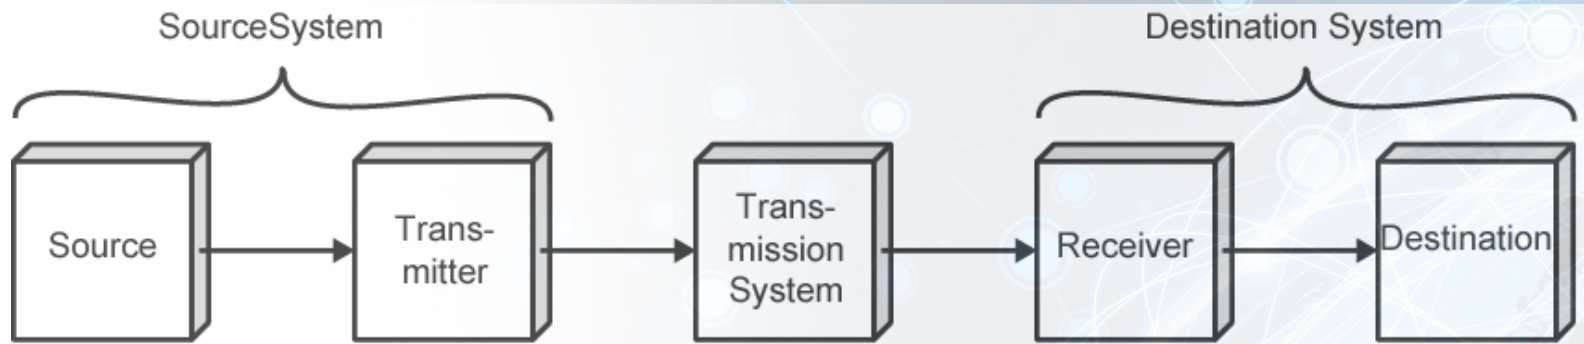 SourceSystem
Destination System
Source
Trans-
mitter
Trans-
mission
System
Receiver
Destination